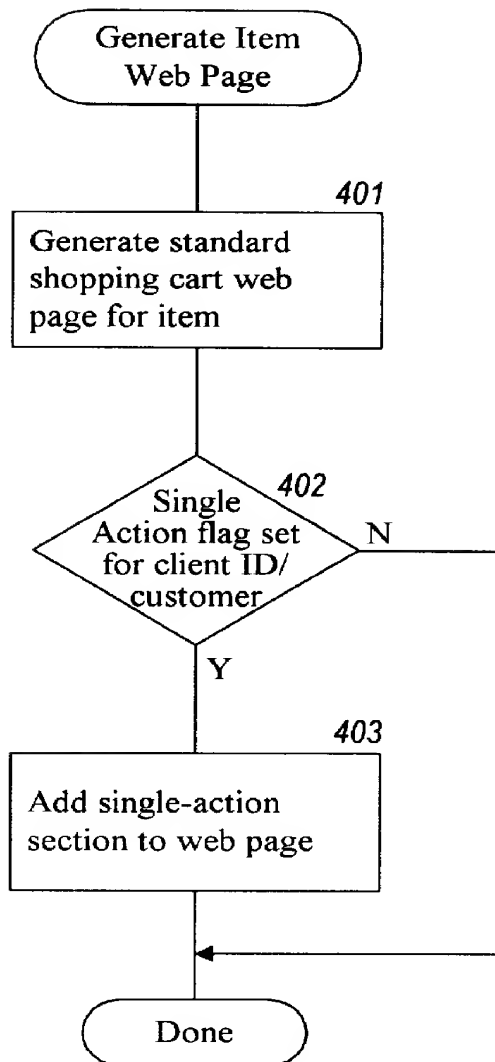 Generate Item
Web Page
401
Generate standard
shopping cart web
page for item
402
Single
Action flag set
for client ID/
customer
N
Y
403
Add single-action
section to web page
Done